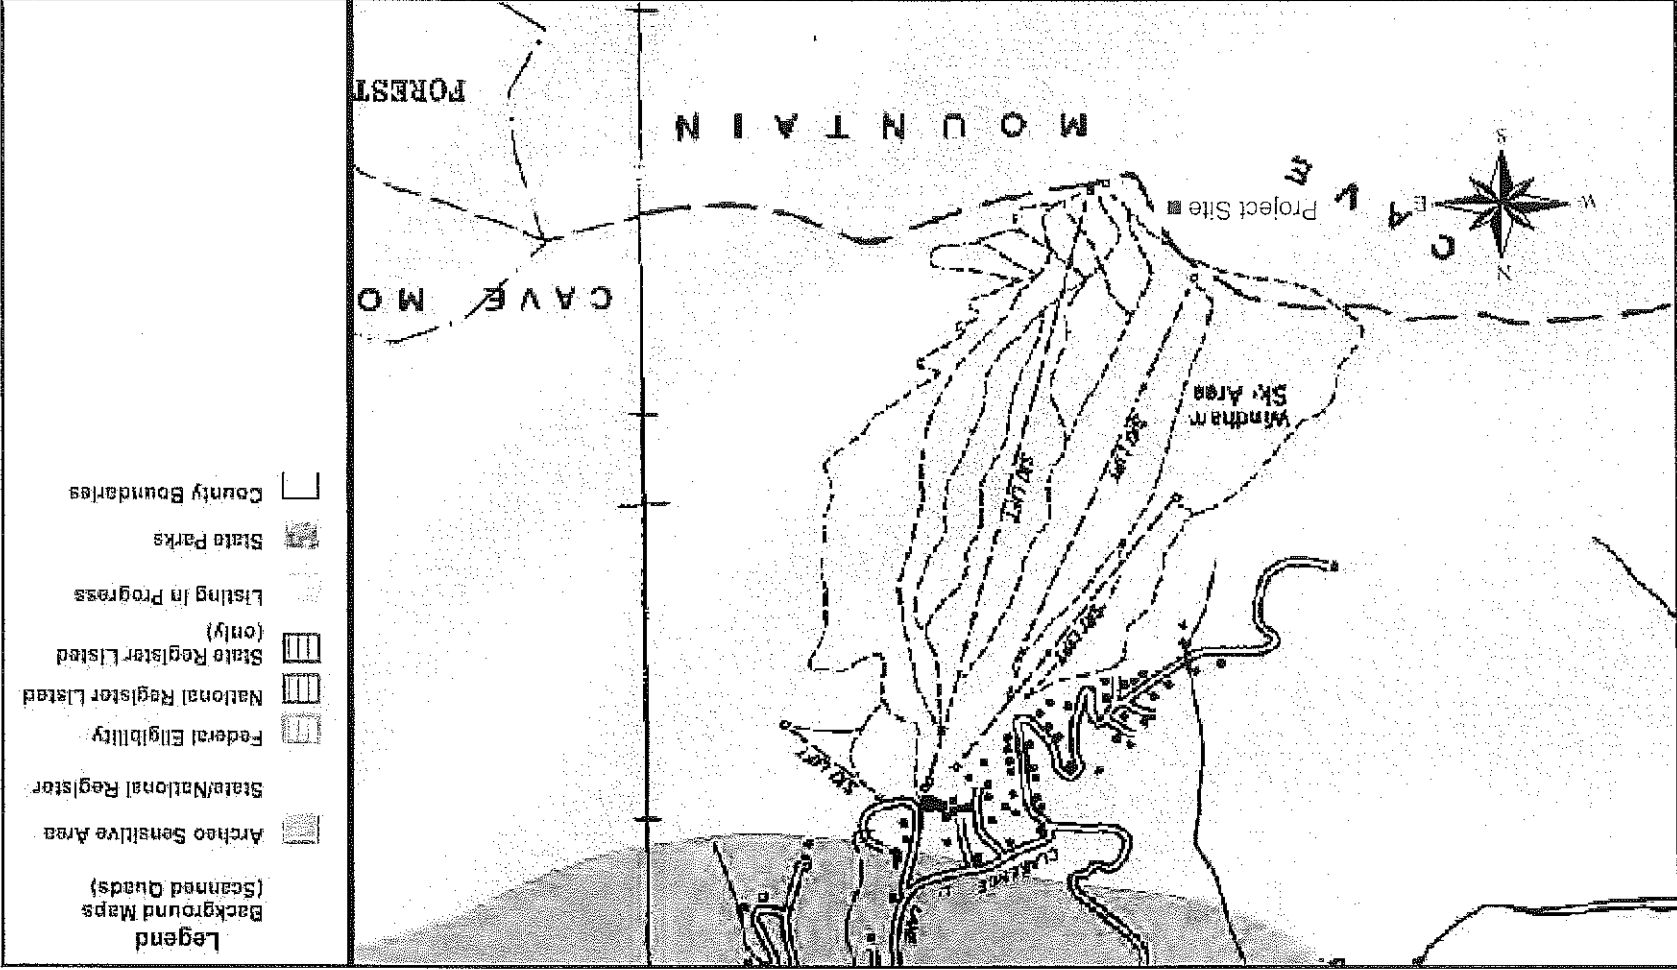 Legend
Background Maps
(Scanned Quads)
Archeo Sensitive Area
State/National Register
Federal Eligibility
National Register Listed
State Register Listed
(only)
Listing in Progress
State Parks
County Boundaries
LANE
CLARENCE D
SKI LIFT
SKI LIFT
SKI LIFT
SKI LIFT
Windham
Ski Area
CAVE MO
N
W
E
S
CAVE
Project Site
MOUNTAIN
FOREST